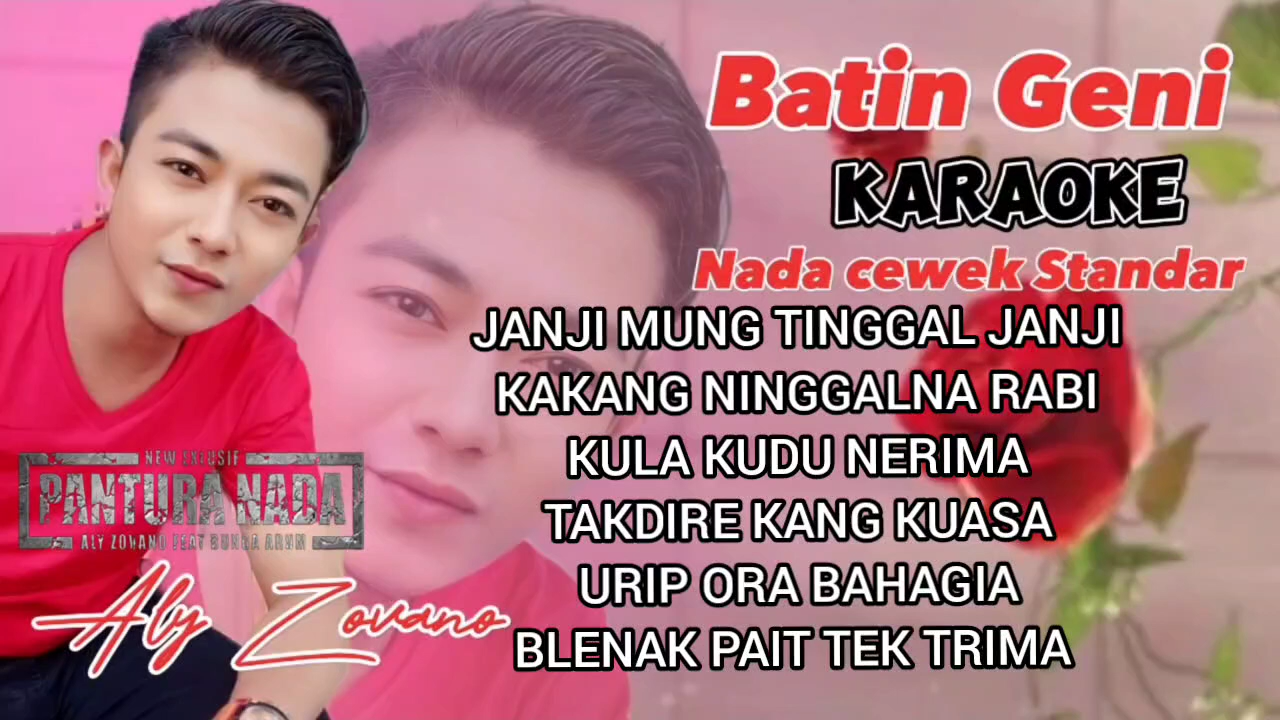 Batin Geni
KARAOKE
Nada cewek Standar
JANJI MUNG TINGGAL JANJI
KAKANG NINGGALNA RABI
KULA KUDU NERIMA
TAKDIRE KANG KUASA
URIP ORA BAHAGIA
BLENAK PAIT TEK TRIMA
PANTURA NADA
Aly Zovano